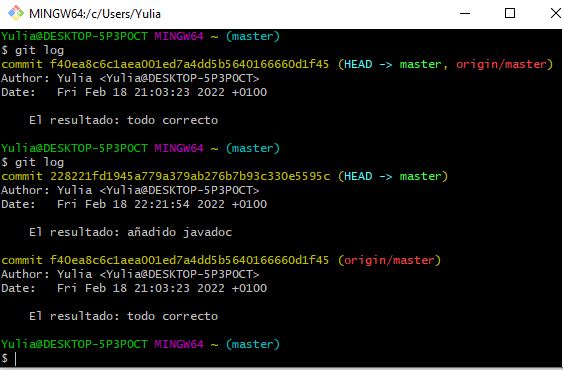 MINGW64:/c/Users/Yulia
Yulia@DESKTOP-5P3POCT MINGW64 ~ (master)
$ git log
commit f40ea8c6c1aea001ed7a4dd5b5640166660d1f45 (HEAD -> master, origin/master)
Author: Yulia <Yulia@DESKTOP-5P3POCT>
Date:   Fri Feb 18 21:03:23 2022 +0100
    El resultado: todo correcto
Yulia@DESKTOP-5P3POCT MINGW64 ~ (master)
$ git log
commit 228221fd1945a779a379ab276b7b93c330e5595c (HEAD -> master)
Author: Yulia <Yulia@DESKTOP-5P3POCT>
Date:   Fri Feb 18 22:21:54 2022 +0100
    El resultado: añadido javadoc
commit f40ea8c6c1aea001ed7a4dd5b5640166660d1f45 (origin/master)
Author: Yulia <Yulia@DESKTOP-5P3POCT>
Date:   Fri Feb 18 21:03:23 2022 +0100
    El resultado: todo correcto
Yulia@DESKTOP-5P3POCT MINGW64 ~ (master)
$